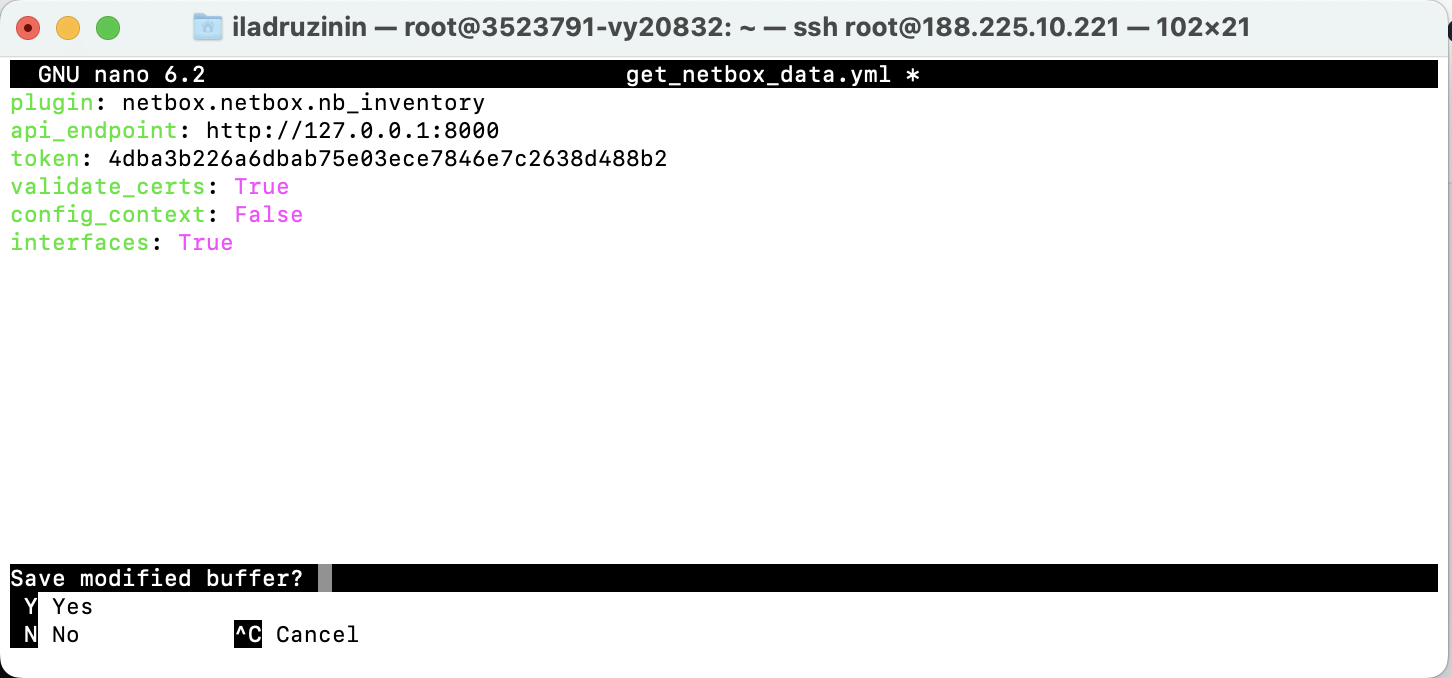 iladruzinin — root@3523791-vy20832: ~ — ssh root@188.225.10.221 — 102×21
GNU nano 6.2 get_netbox_data.yml *
plugin: netbox.netbox.nb_inventory
api_endpoint: http://127.0.0.1:8000
token: 4dba3b226a6dbab75e03ece7846e7c2638d488b2
validate_certs: True
config_context: False
interfaces: True
Save modified buffer?
Y Yes
N No ^C Cancel